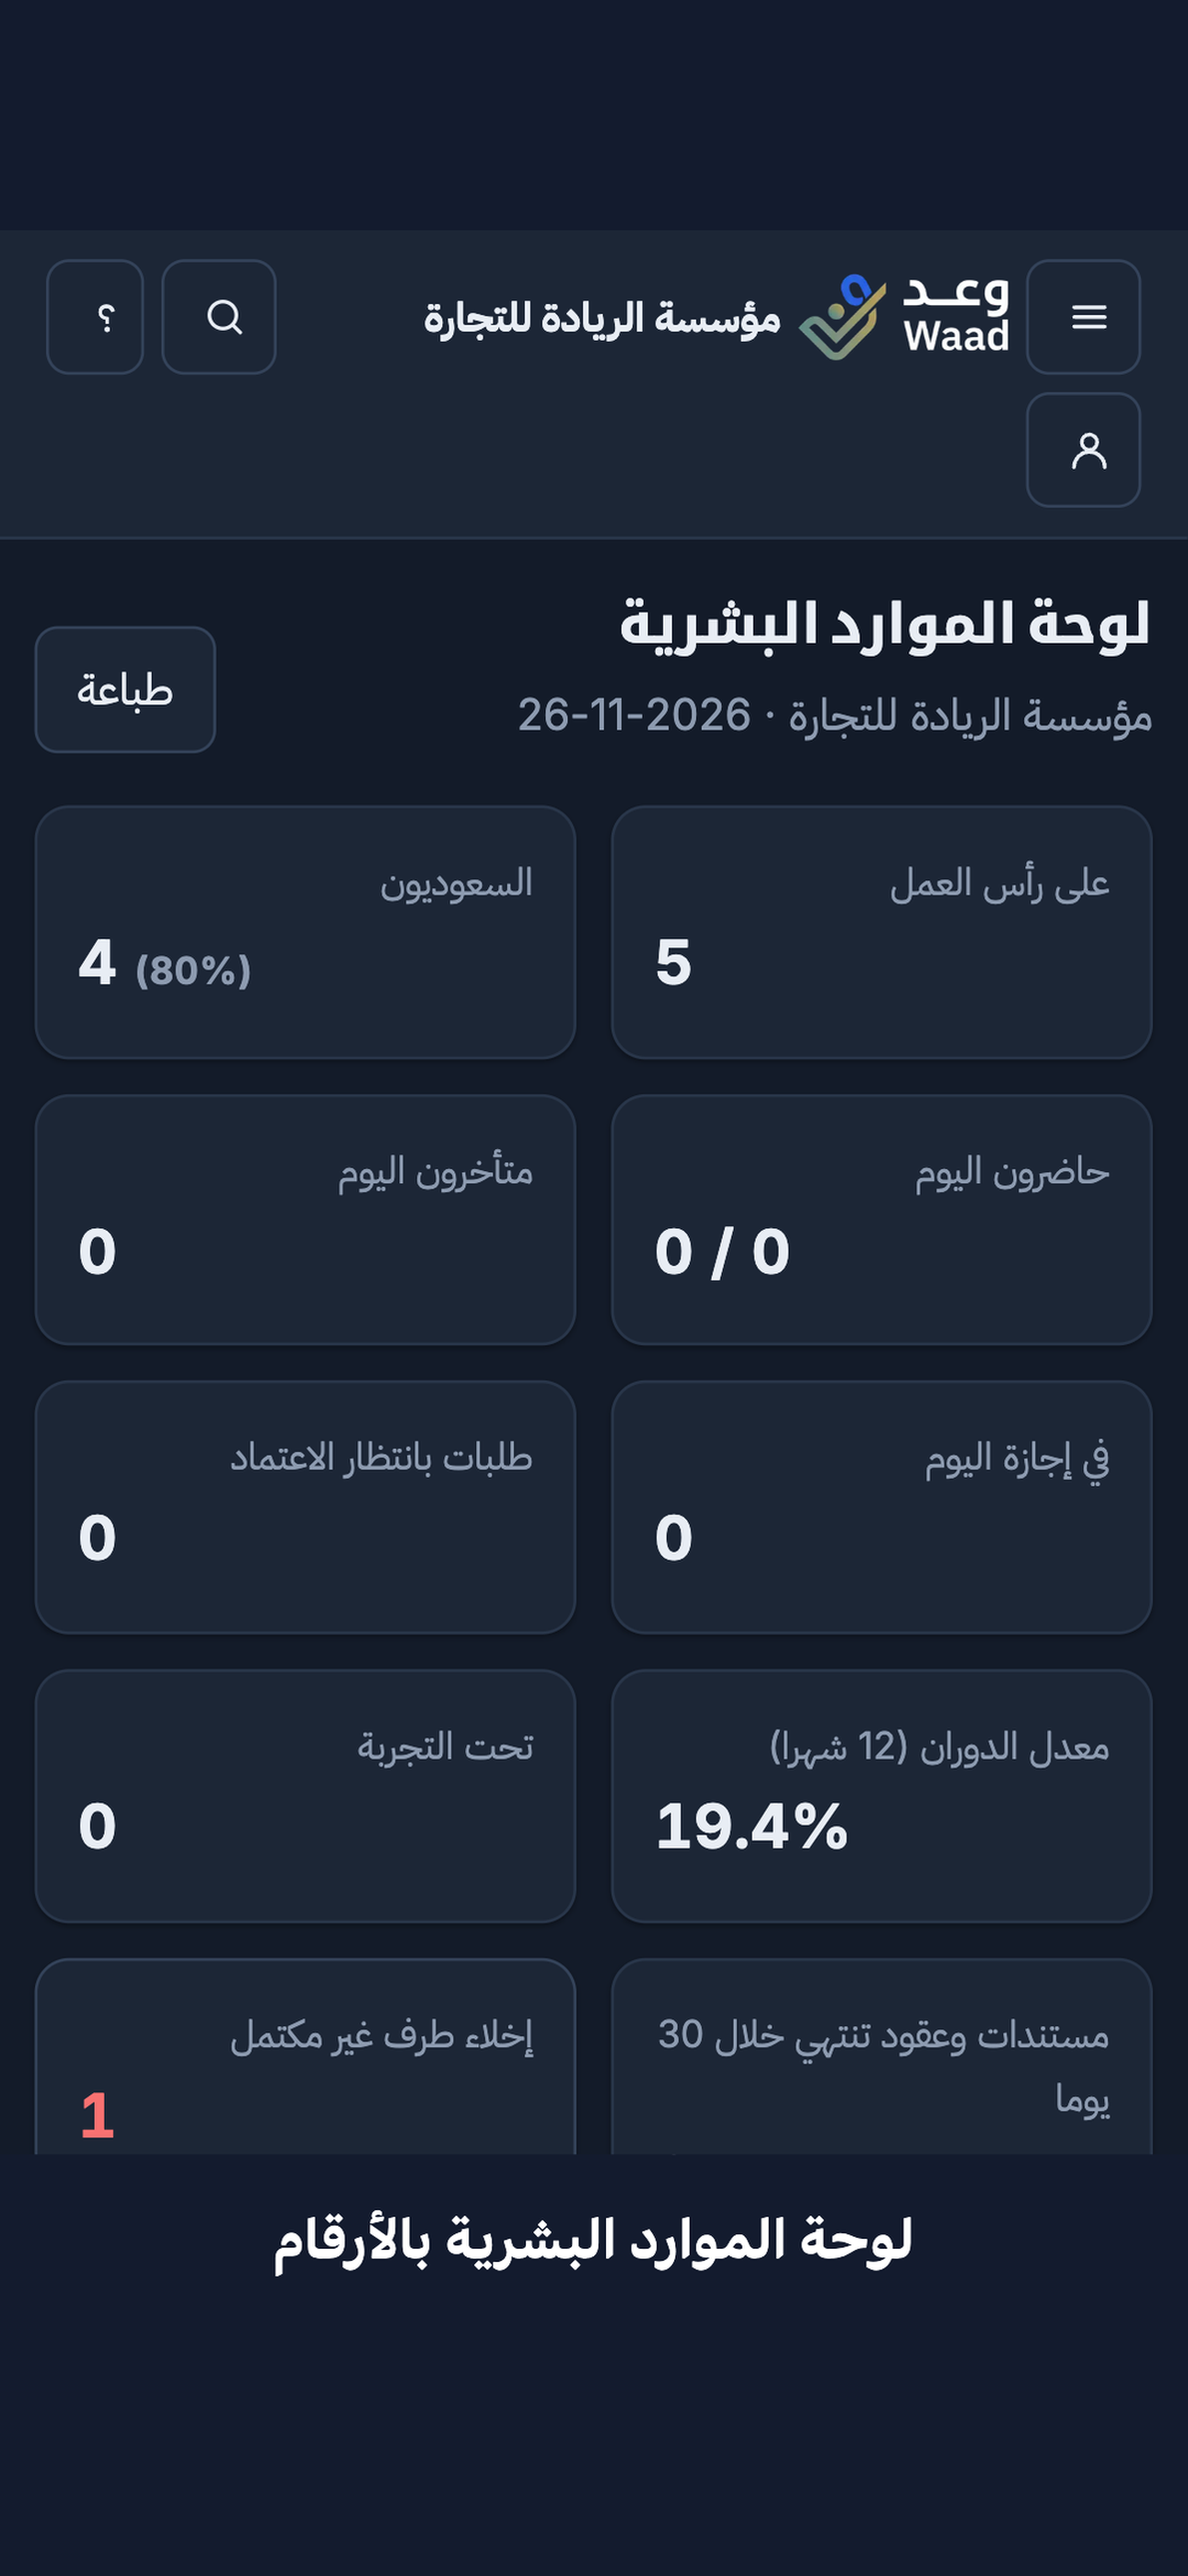 وعد
Waad
مؤسسة الريادة للتجارة
؟
لوحة الموارد البشرية
مؤسسة الريادة للتجارة · 2026-11-26
طباعة
على رأس العمل
5
السعوديون
4 (80%)
حاضرون اليوم
0 / 0
متأخرون اليوم
0
في إجازة اليوم
0
طلبات بانتظار الاعتماد
0
معدل الدوران (12 شهرا)
19.4%
تحت التجربة
0
مستندات وعقود تنتهي خلال 30
يوما
إخلاء طرف غير مكتمل
1
لوحة الموارد البشرية بالأرقام